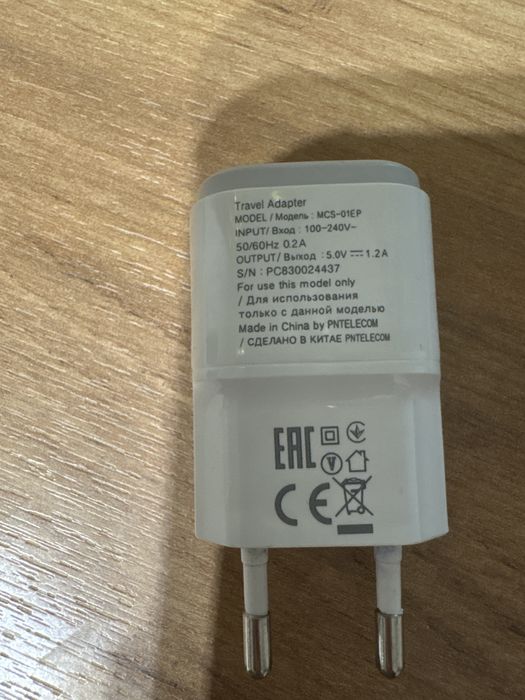 Travel Adapter
MODEL / Модель : MCS-01EP
INPUT/ Вход : 100-240V~
50/60Hz 0.2A
OUTPUT/ Выход : 5.0V ⎓ 1.2A
S/N : PC830024437
For use this model only
/ Для использования
только с данной моделью
Made in China by PNTELECOM
/ СДЕЛАНО В КИТАЕ PNTELECOM
EAC
V
CE